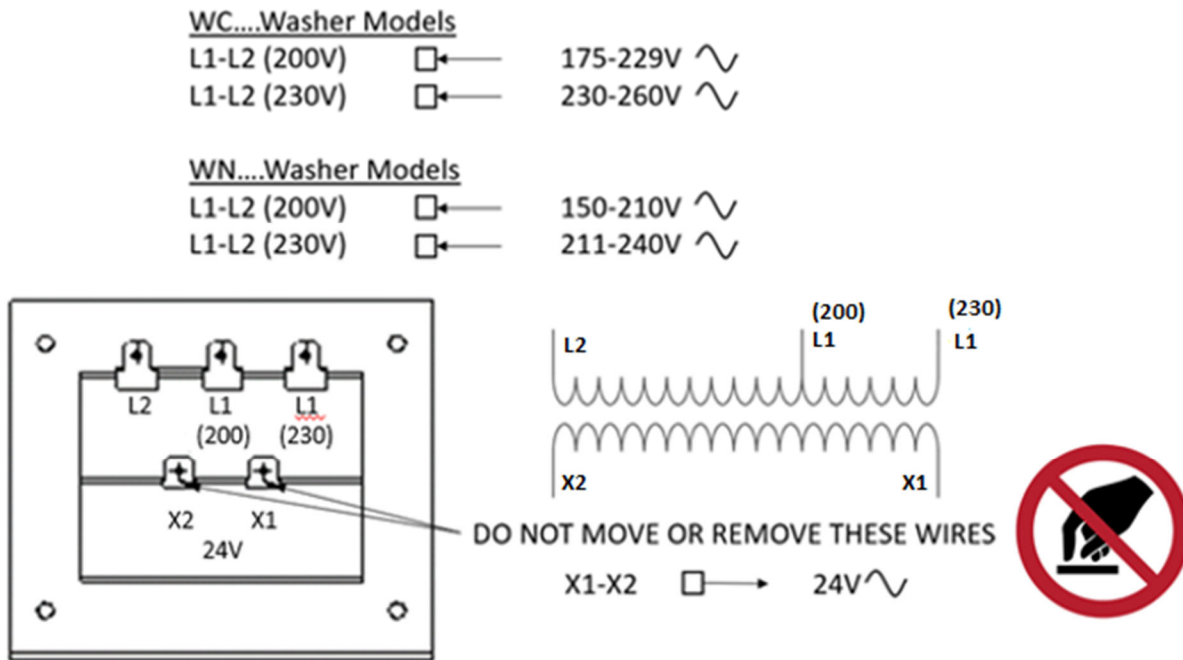 WC....Washer Models
L1-L2 (200V) 175-229V
L1-L2 (230V) 230-260V
WN....Washer Models
L1-L2 (200V) 150-210V
L1-L2 (230V) 211-240V
L2 L1 L1
(200) (230)
X2 X1
24V
(200) (230)
L2 L1 L1
X2 X1
DO NOT MOVE OR REMOVE THESE WIRES
X1-X2 24V